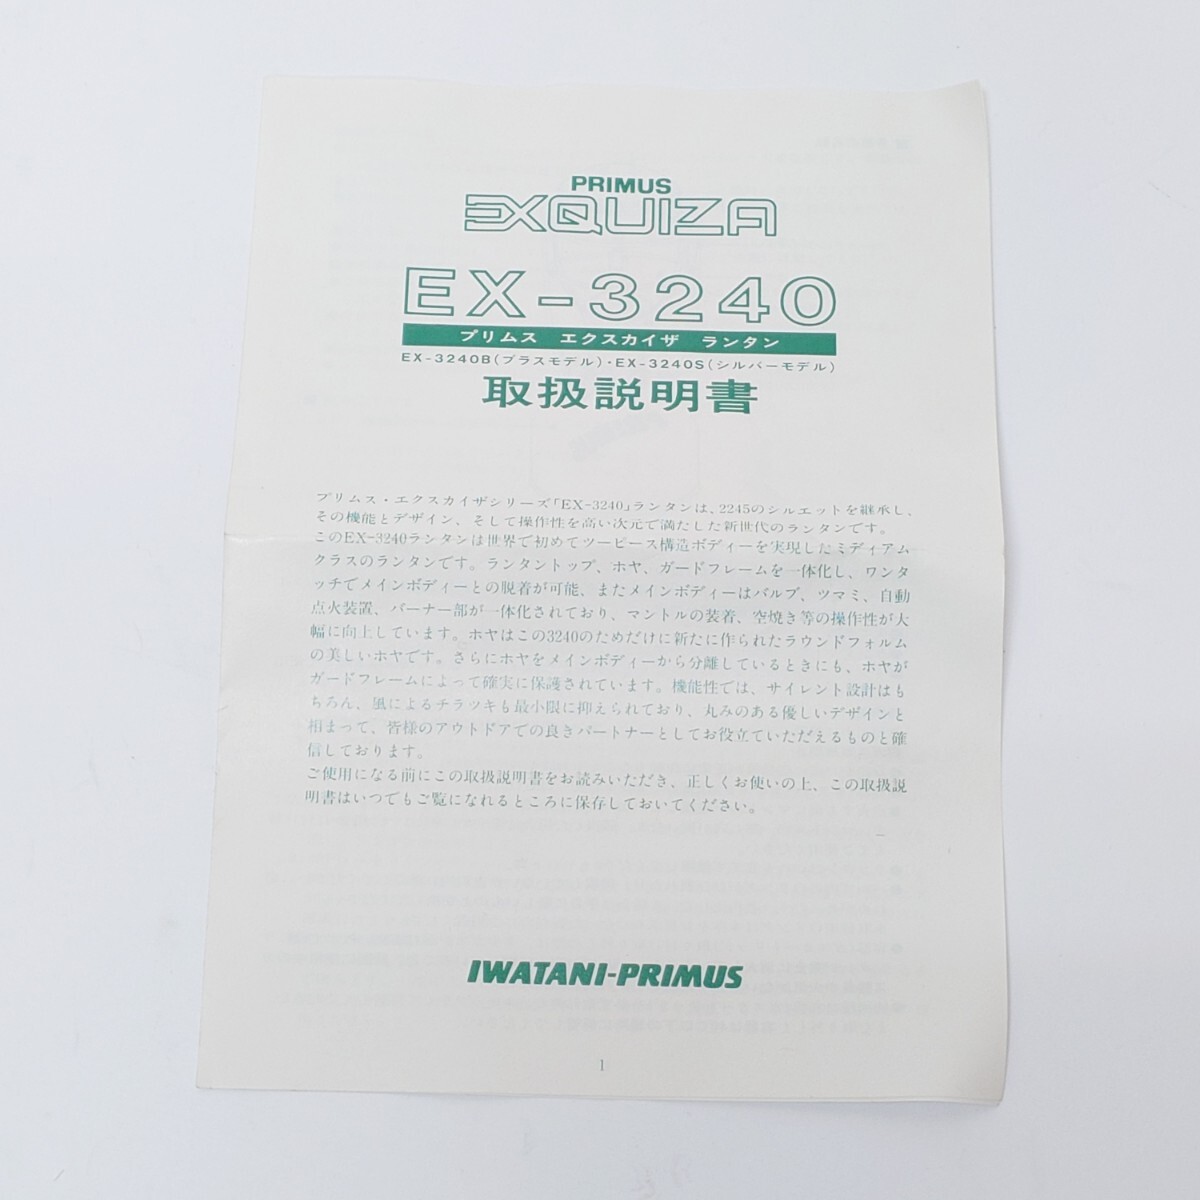 PRIMUS
EXQUIZA
EX-3240
プリムス エクスカイザ ランタン
EX-3240B(ブラスモデル)・EX-3240S(シルバーモデル)
取扱説明書
プリムス・エクスカイザシリーズ「EX-3240」ランタンは、2245のシルエットを継承し、
その機能とデザイン、そして操作性を高い次元で満たした新世代のランタンです。
このEX-3240ランタンは世界で初めてツーピース構造ボディーを実現したミディアム
クラスのランタンです。ランタントップ、ホヤ、ガードフレームを一体化し、ワンタ
ッチでメインボディーとの脱着が可能、またメインボディーはバルブ、ツマミ、自動
点火装置、バーナー部が一体化されており、マントルの装着、空焼き等の操作性が大
幅に向上しています。ホヤはこの3240のためだけに新たに作られたラウンドフォルム
の美しいホヤです。さらにホヤをメインボディーから分離しているときにも、ホヤが
ガードフレームによって確実に保護されています。機能性では、サイレント設計はも
ちろん、風によるチラツキも最小限に抑えられており、丸みのある優しいデザインと
相まって、皆様のアウトドアでの良きパートナーとしてお役立ていただえるものと確
信しております。
ご使用になる前にこの取扱説明書をお読みいただき、正しくお使いの上、この取扱説
明書はいつでもご覧になれるところに保存しておいてください。
IWATANI-PRIMUS
1